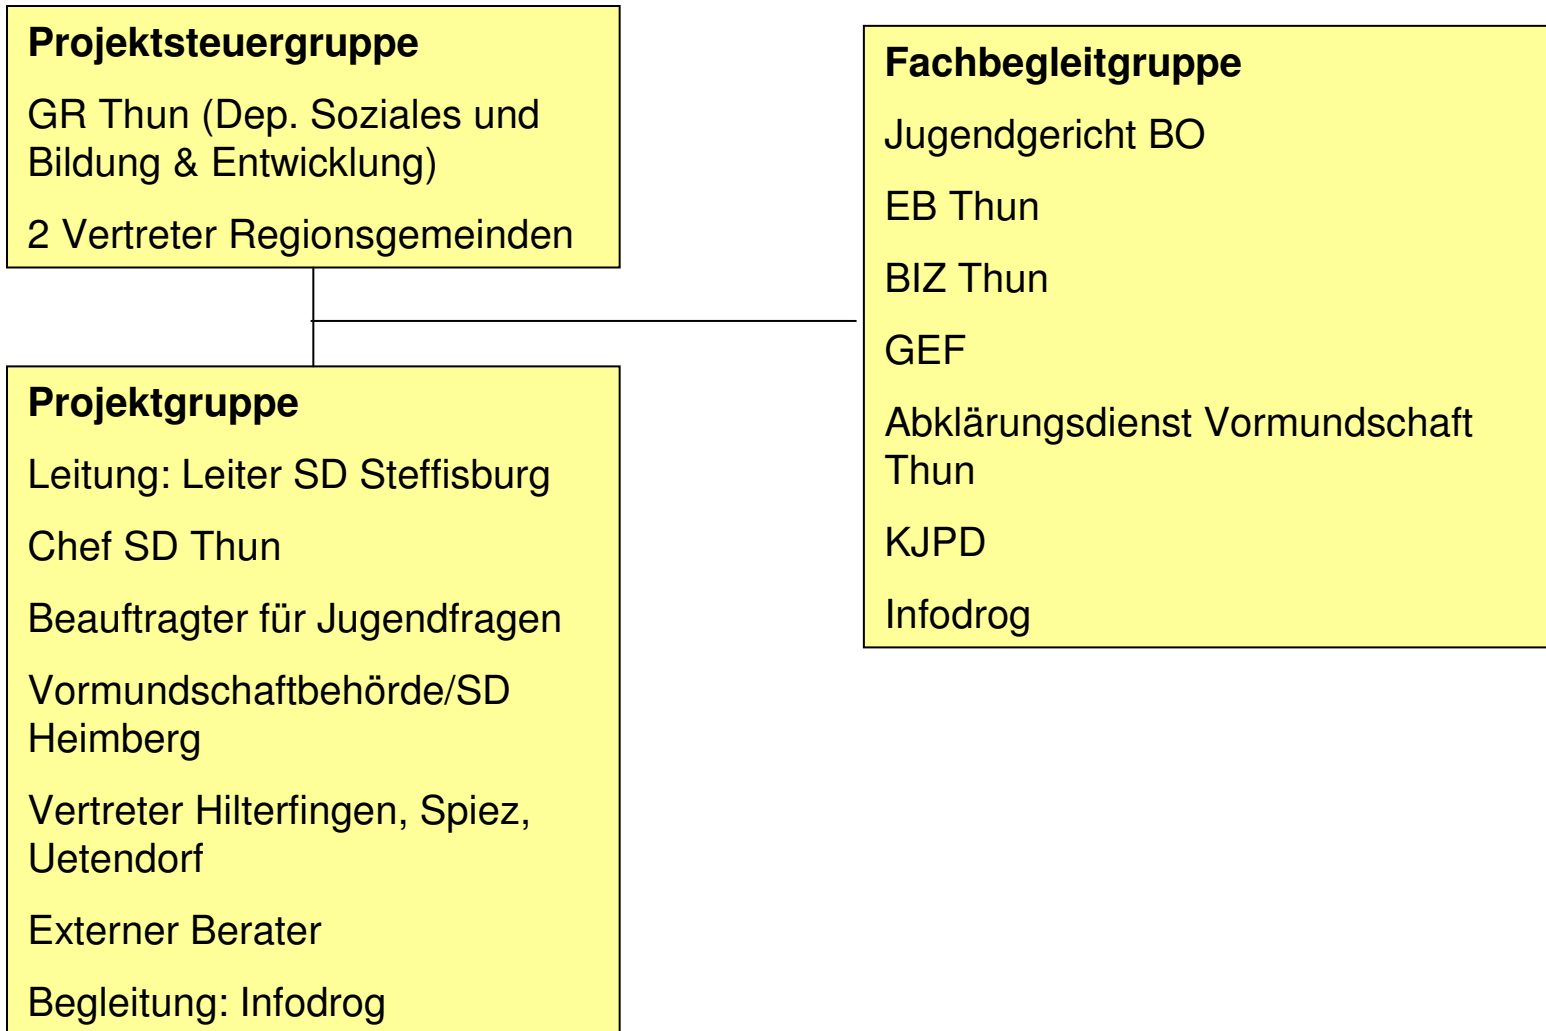 Projektsteuergruppe
GR Thun (Dep. Soziales und
Bildung & Entwicklung)
2 Vertreter Regionsgemeinden
Projektgruppe
Leitung: Leiter SD Steffisburg
Chef SD Thun
Beauftragter für Jugendfragen
Vormundschaftbehörde/SD
Heimberg
Vertreter Hilterfingen, Spiez,
Uetendorf
Externer Berater
Begleitung: Infodrog
Fachbegleitgruppe
Jugendgericht BO
EB Thun
BIZ Thun
GEF
Abklärungsdienst Vormundschaft
Thun
KJPD
Infodrog